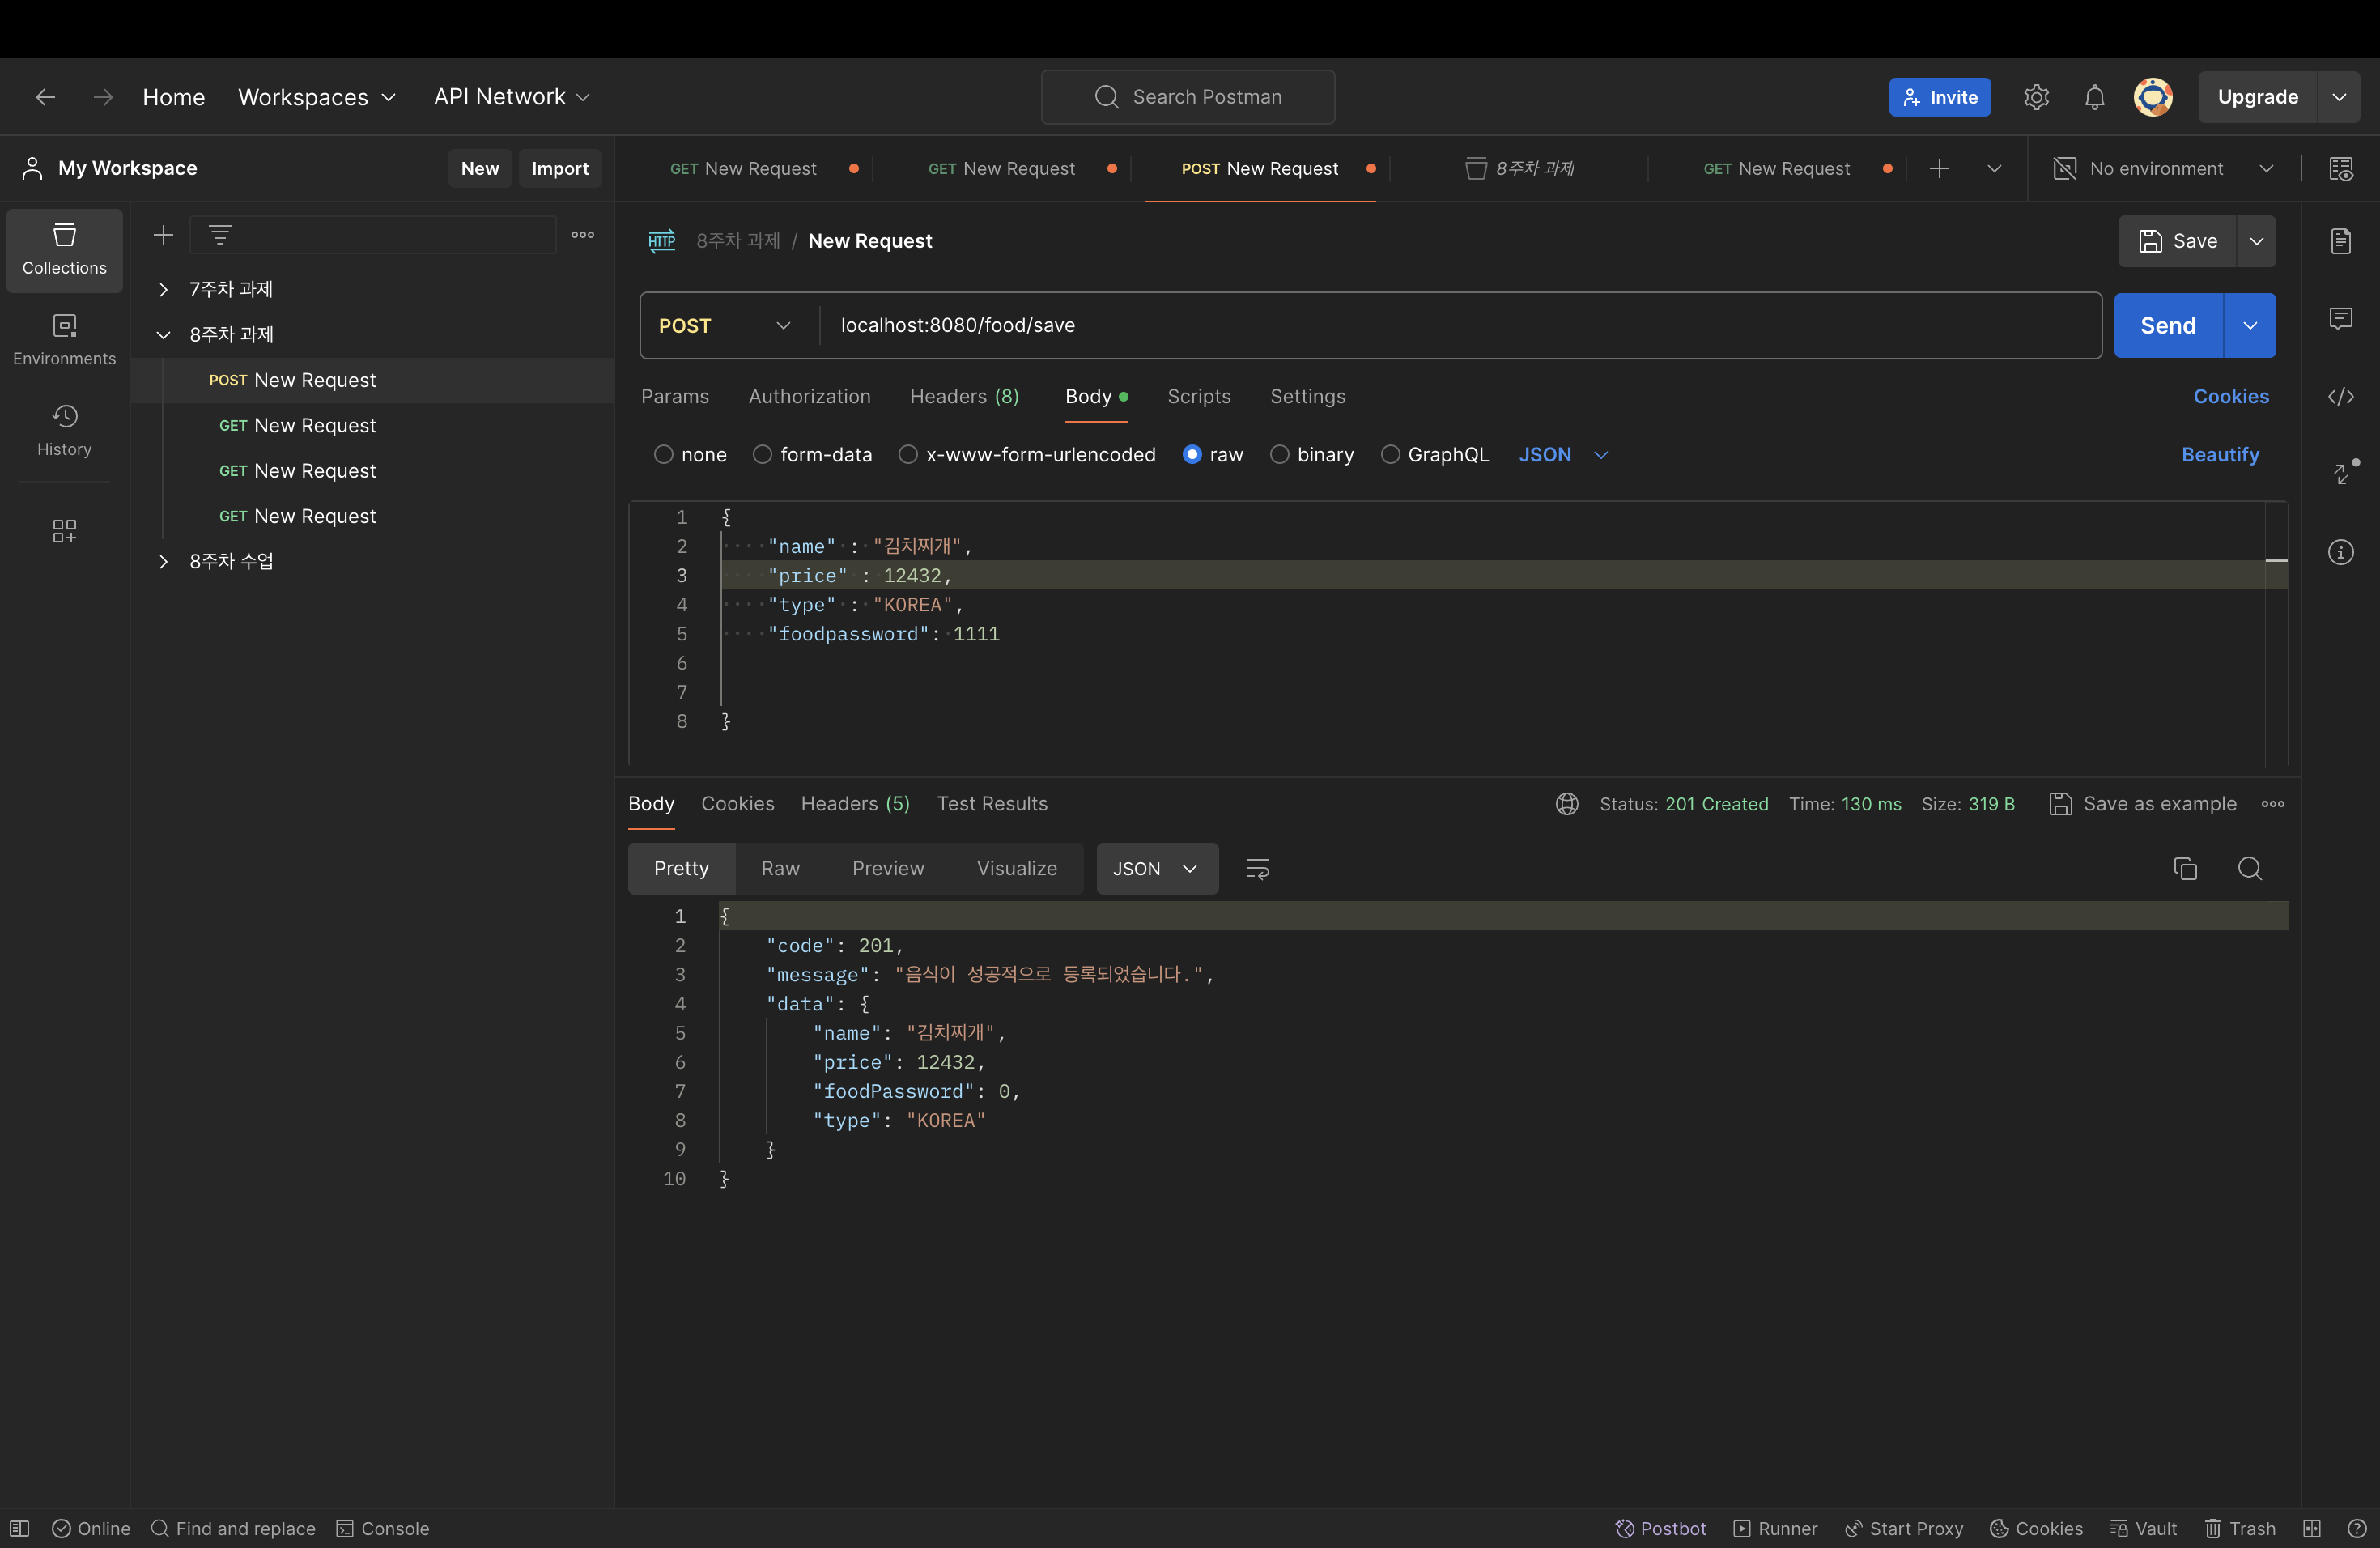 Home Workspaces API Network Search Postman Invite Upgrade
My Workspace New Import
GET New Request GET New Request POST New Request 8주차 과제 GET New Request No environment
Collections
Environments
History
7주차 과제
8주차 과제
POST New Request
GET New Request
GET New Request
GET New Request
8주차 수업
HTTP 8주차 과제 / New Request Save
POST localhost:8080/food/save Send
Params Authorization Headers (8) Body Scripts Settings Cookies
none form-data x-www-form-urlencoded raw binary GraphQL JSON Beautify
1 {
2 "name" : "김치찌개",
3 "price" : 12432,
4 "type" : "KOREA",
5 "foodpassword": 1111
6
7
8 }
Body Cookies Headers (5) Test Results Status: 201 Created Time: 130 ms Size: 319 B Save as example
Pretty Raw Preview Visualize JSON
1 {
2 "code": 201,
3 "message": "음식이 성공적으로 등록되었습니다.",
4 "data": {
5 "name": "김치찌개",
6 "price": 12432,
7 "foodPassword": 0,
8 "type": "KOREA"
9 }
10 }
Online Find and replace Console Postbot Runner Start Proxy Cookies Vault Trash